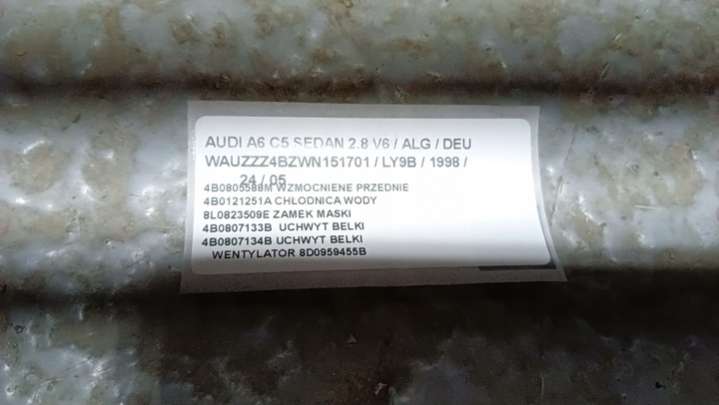 AUDI A6 C5 SEDAN 2.8 V6 / ALG / DEU
WAUZZZ4BZWN151701 / LY9B / 1998 /
24 / 05
4B0805588M WZMOCNIENE PRZEDNIE
4B0121251A CHLODNICA WODY
8L0823509E ZAMEK MASKI
4B0807133B UCHWYT BELKI
4B0807134B UCHWYT BELKI
WENTYLATOR 8D0959455B